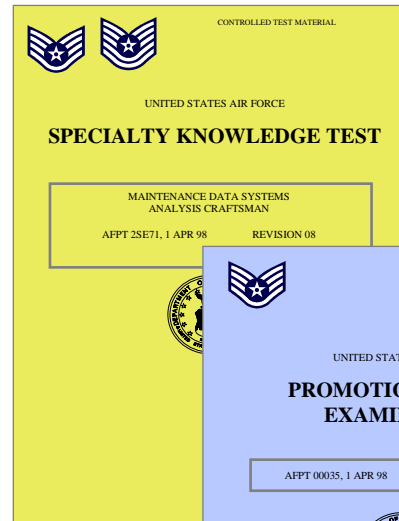 CONTROLLED TEST MATERIAL
UNITED STATES AIR FORCE
SPECIALTY KNOWLEDGE TEST
MAINTENANCE DATA SYSTEMS
ANALYSIS CRAFTSMAN
AFPT 2SE71, 1 APR 98 REVISION 08
UNITED STAT
PROMOTIO
EXAMI
AFPT 00035, 1 APR 98